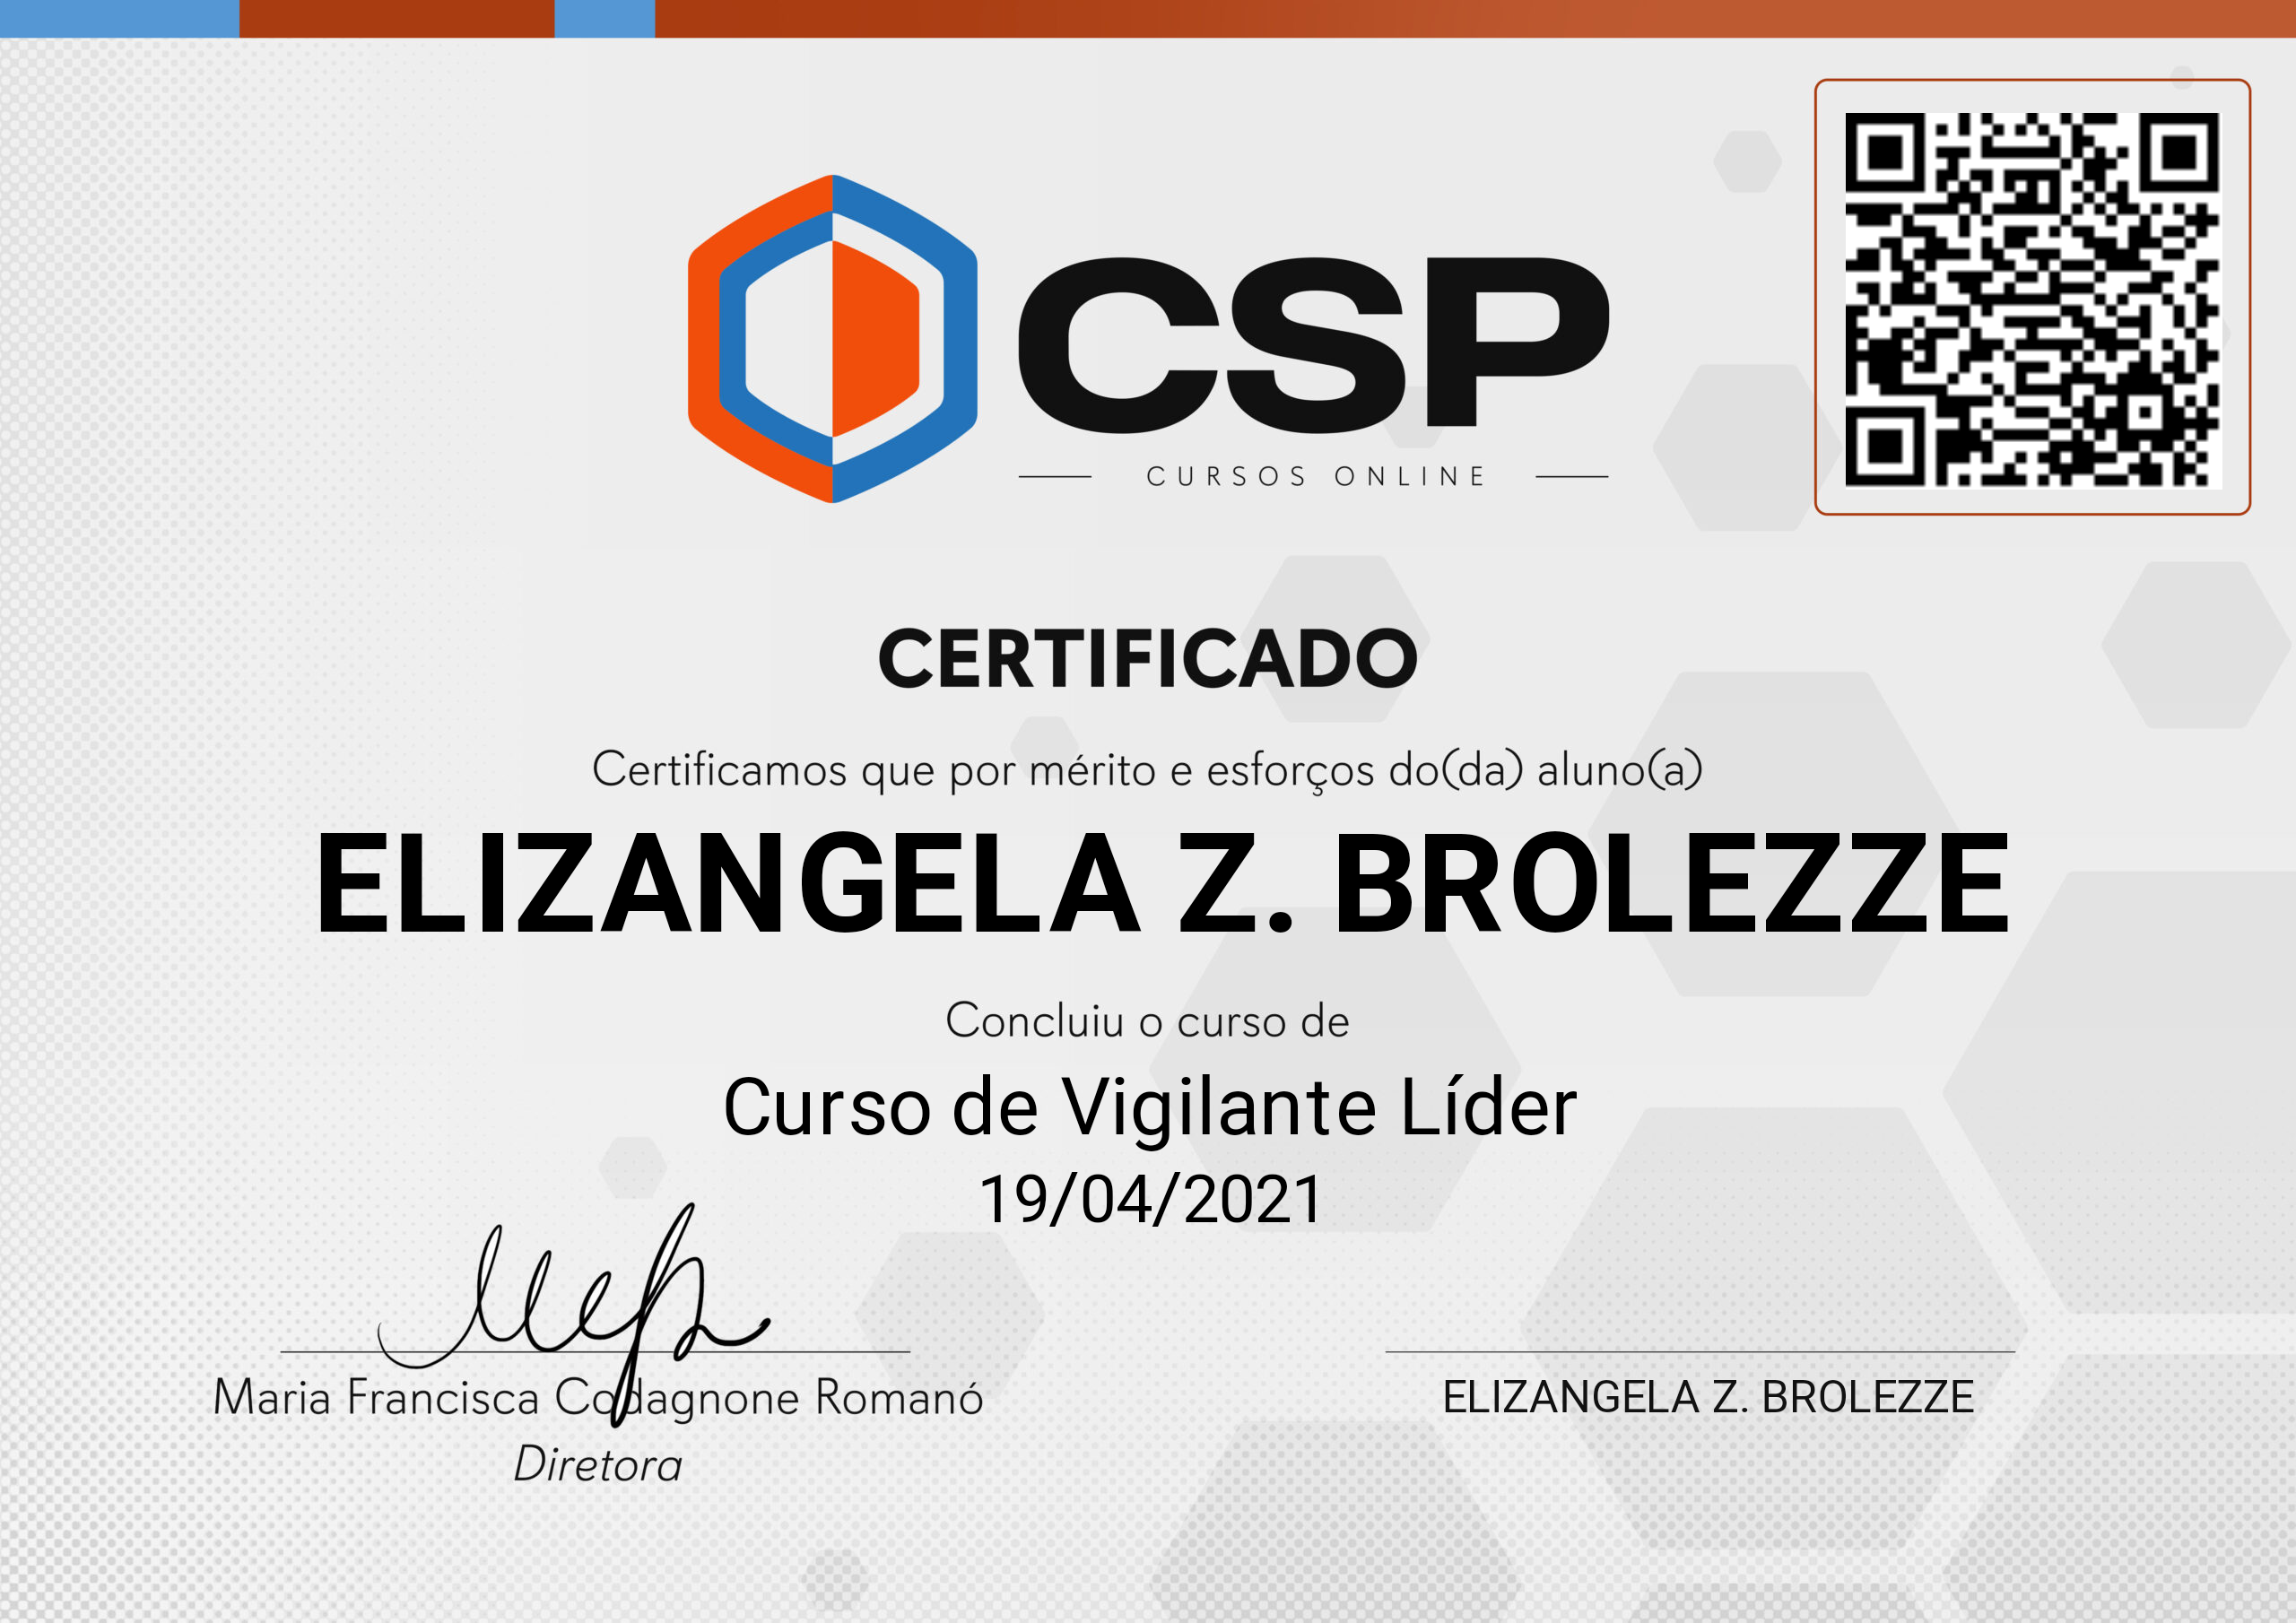 CSP
CURSOS ONLINE
CERTIFICADO
Certificamos que por mérito e esforços do(da) aluno(a)
ELIZANGELA Z. BROLEZZE
Concluiu o curso de
Curso de Vigilante Líder
19/04/2021
Maria Francisca Codagnone Romanó
Diretora
ELIZANGELA Z. BROLEZZE